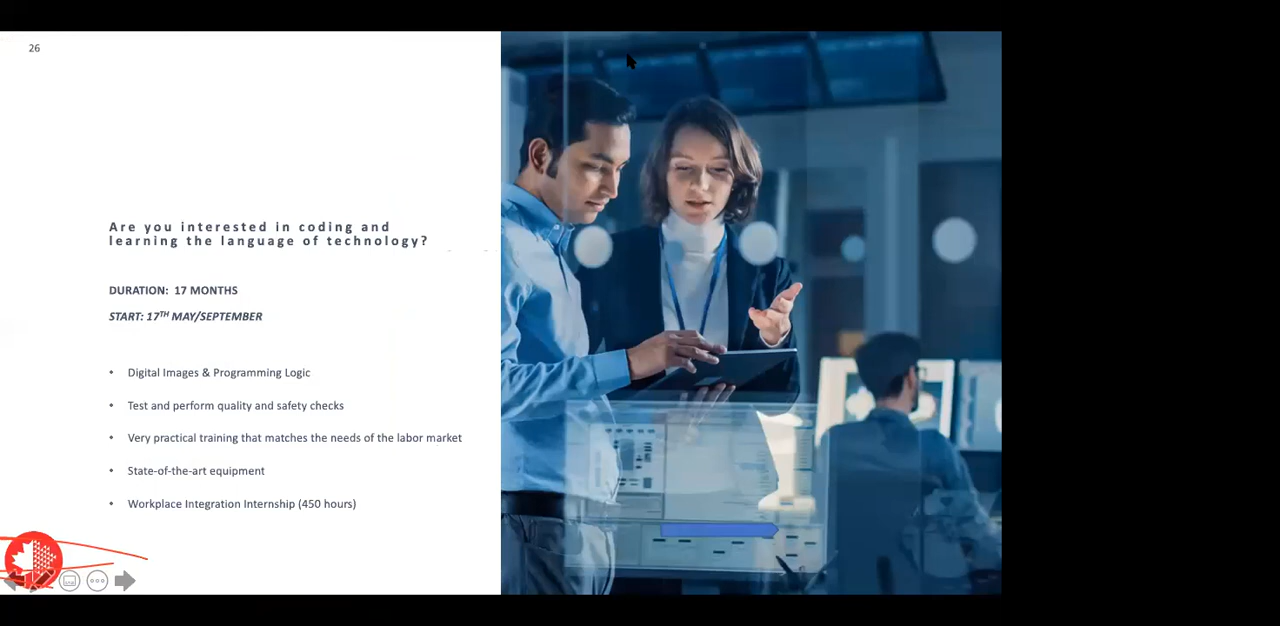 26
Are you interested in coding and
learning the language of technology?
DURATION: 17 MONTHS
START: 17TH MAY/SEPTEMBER
• Digital Images & Programming Logic
• Test and perform quality and safety checks
• Very practical training that matches the needs of the labor market
• State-of-the-art equipment
• Workplace Integration Internship (450 hours)